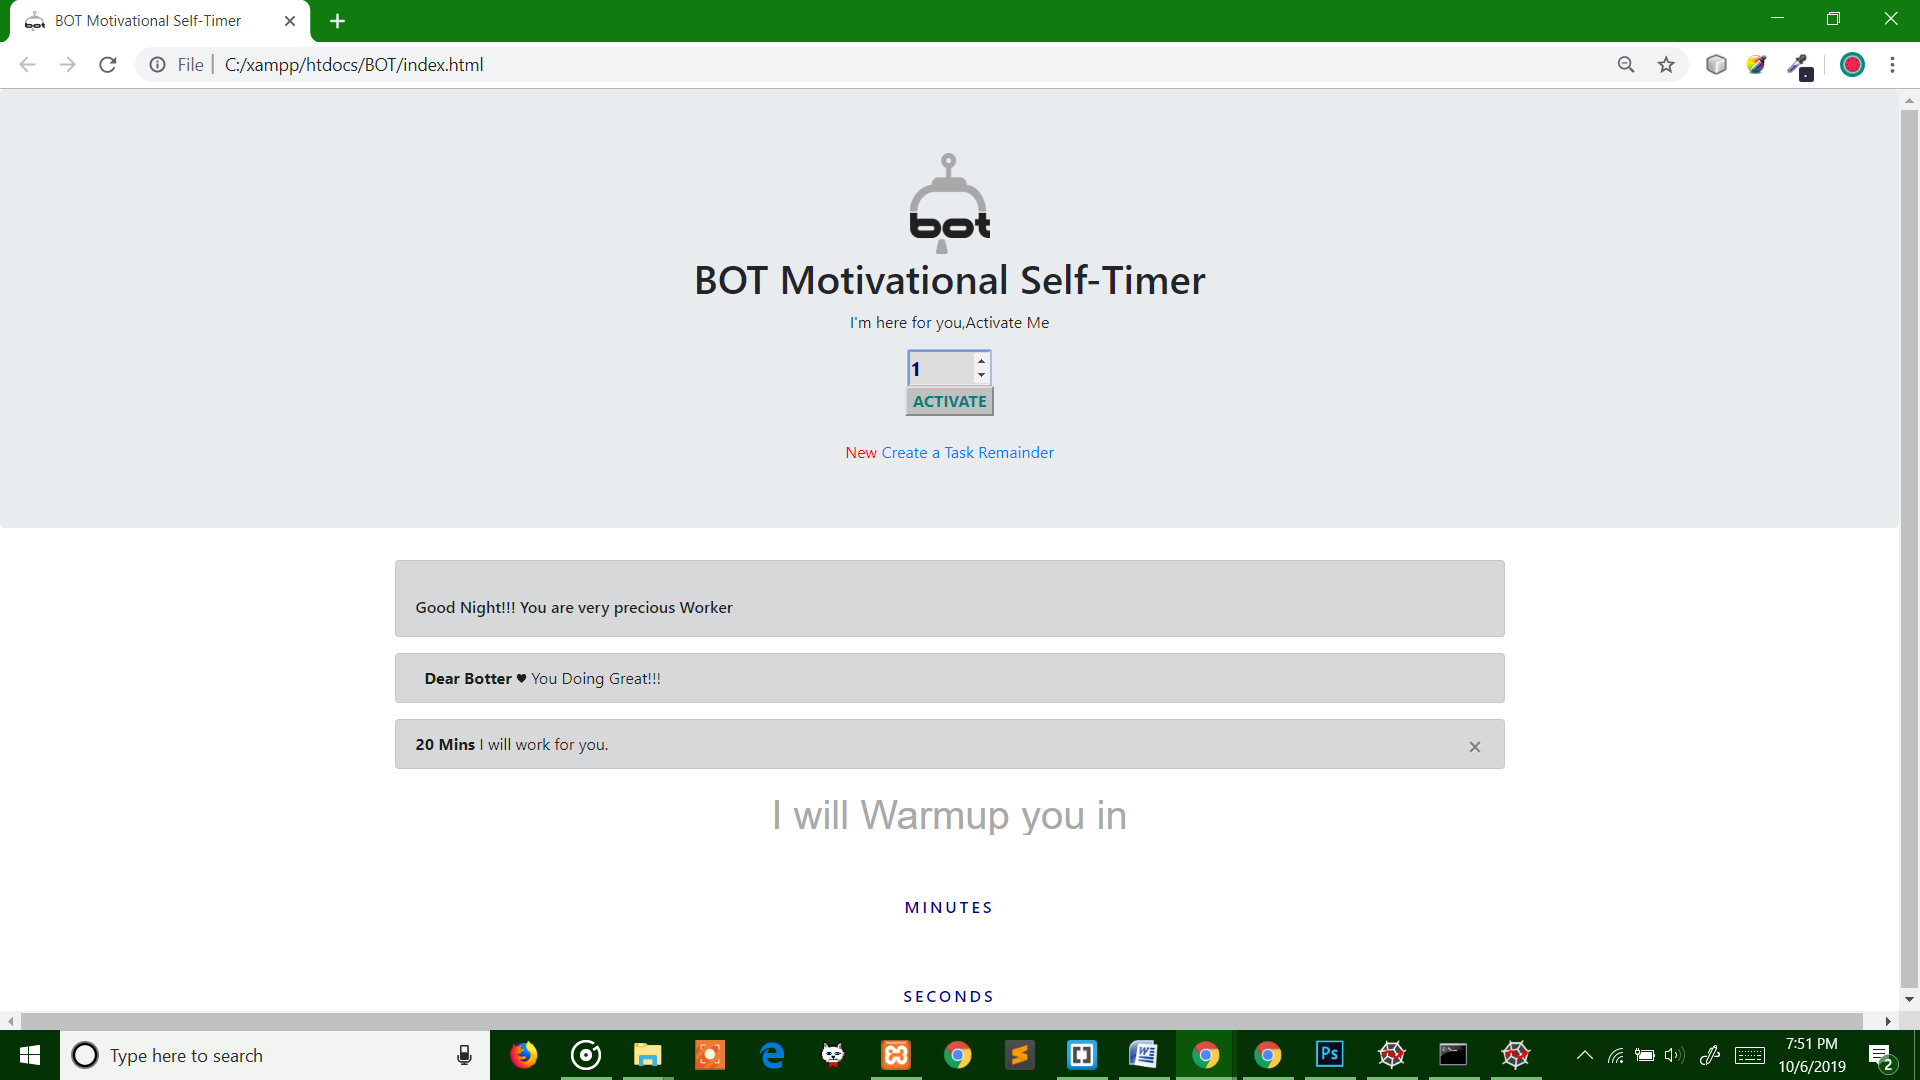 BOT Motivational Self-Timer
File | C:/xampp/htdocs/BOT/index.html
bot
BOT Motivational Self-Timer
I'm here for you,Activate Me
1
ACTIVATE
New Create a Task Remainder
Good Night!!! You are very precious Worker
Dear Botter ♥ You Doing Great!!!
20 Mins I will work for you.
I will Warmup you in
MINUTES
SECONDS
Type here to search
Ps
7:51 PM
10/6/2019
2